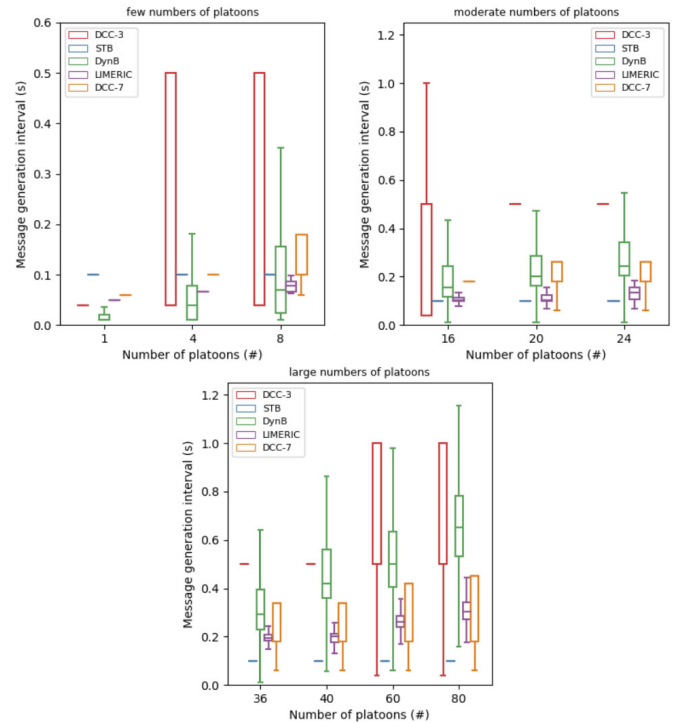 few numbers of platoons
0.6
0.5
0.4
0.3
0.2
0.1
0.0
Message generation interval (s)
DCC-3
STB
DynB
LIMERIC
DCC-7
1 4 8
Number of platoons (#)
moderate numbers of platoons
1.2
1.0
0.8
0.6
0.4
0.2
0.0
Message generation interval (s)
DCC-3
STB
DynB
LIMERIC
DCC-7
16 20 24
Number of platoons (#)
large numbers of platoons
1.2
1.0
0.8
0.6
0.4
0.2
0.0
Message generation interval (s)
DCC-3
STB
DynB
LIMERIC
DCC-7
36 40 60 80
Number of platoons (#)